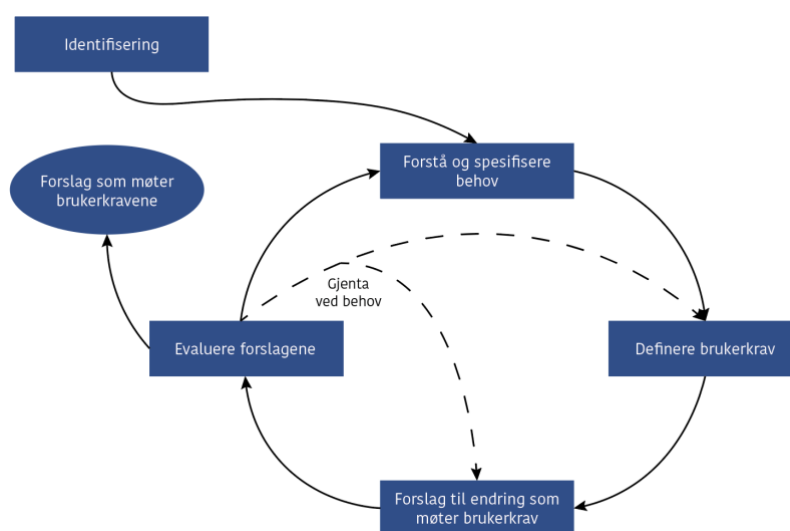 Identifisering
Forstå og spesifisere
behov
Forslag som møter
brukerkravene
Gjenta
ved behov
Evaluere forslagene
Definere brukerkrav
Forslag til endring som
møter brukerkrav